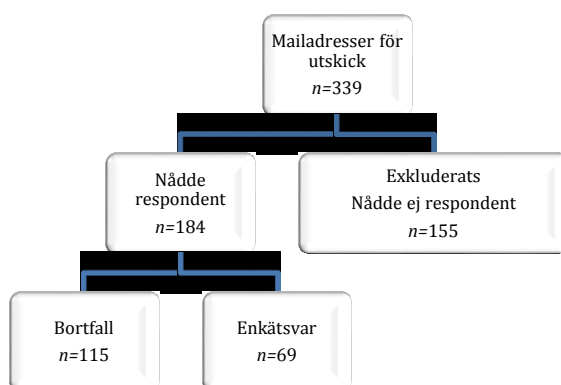 Mailadresser för
utskick
n=339
Nådde
respondent
n=184
Exkluderats
Nådde ej respondent
n=155
Bortfall
n=115
Enkätsvar
n=69